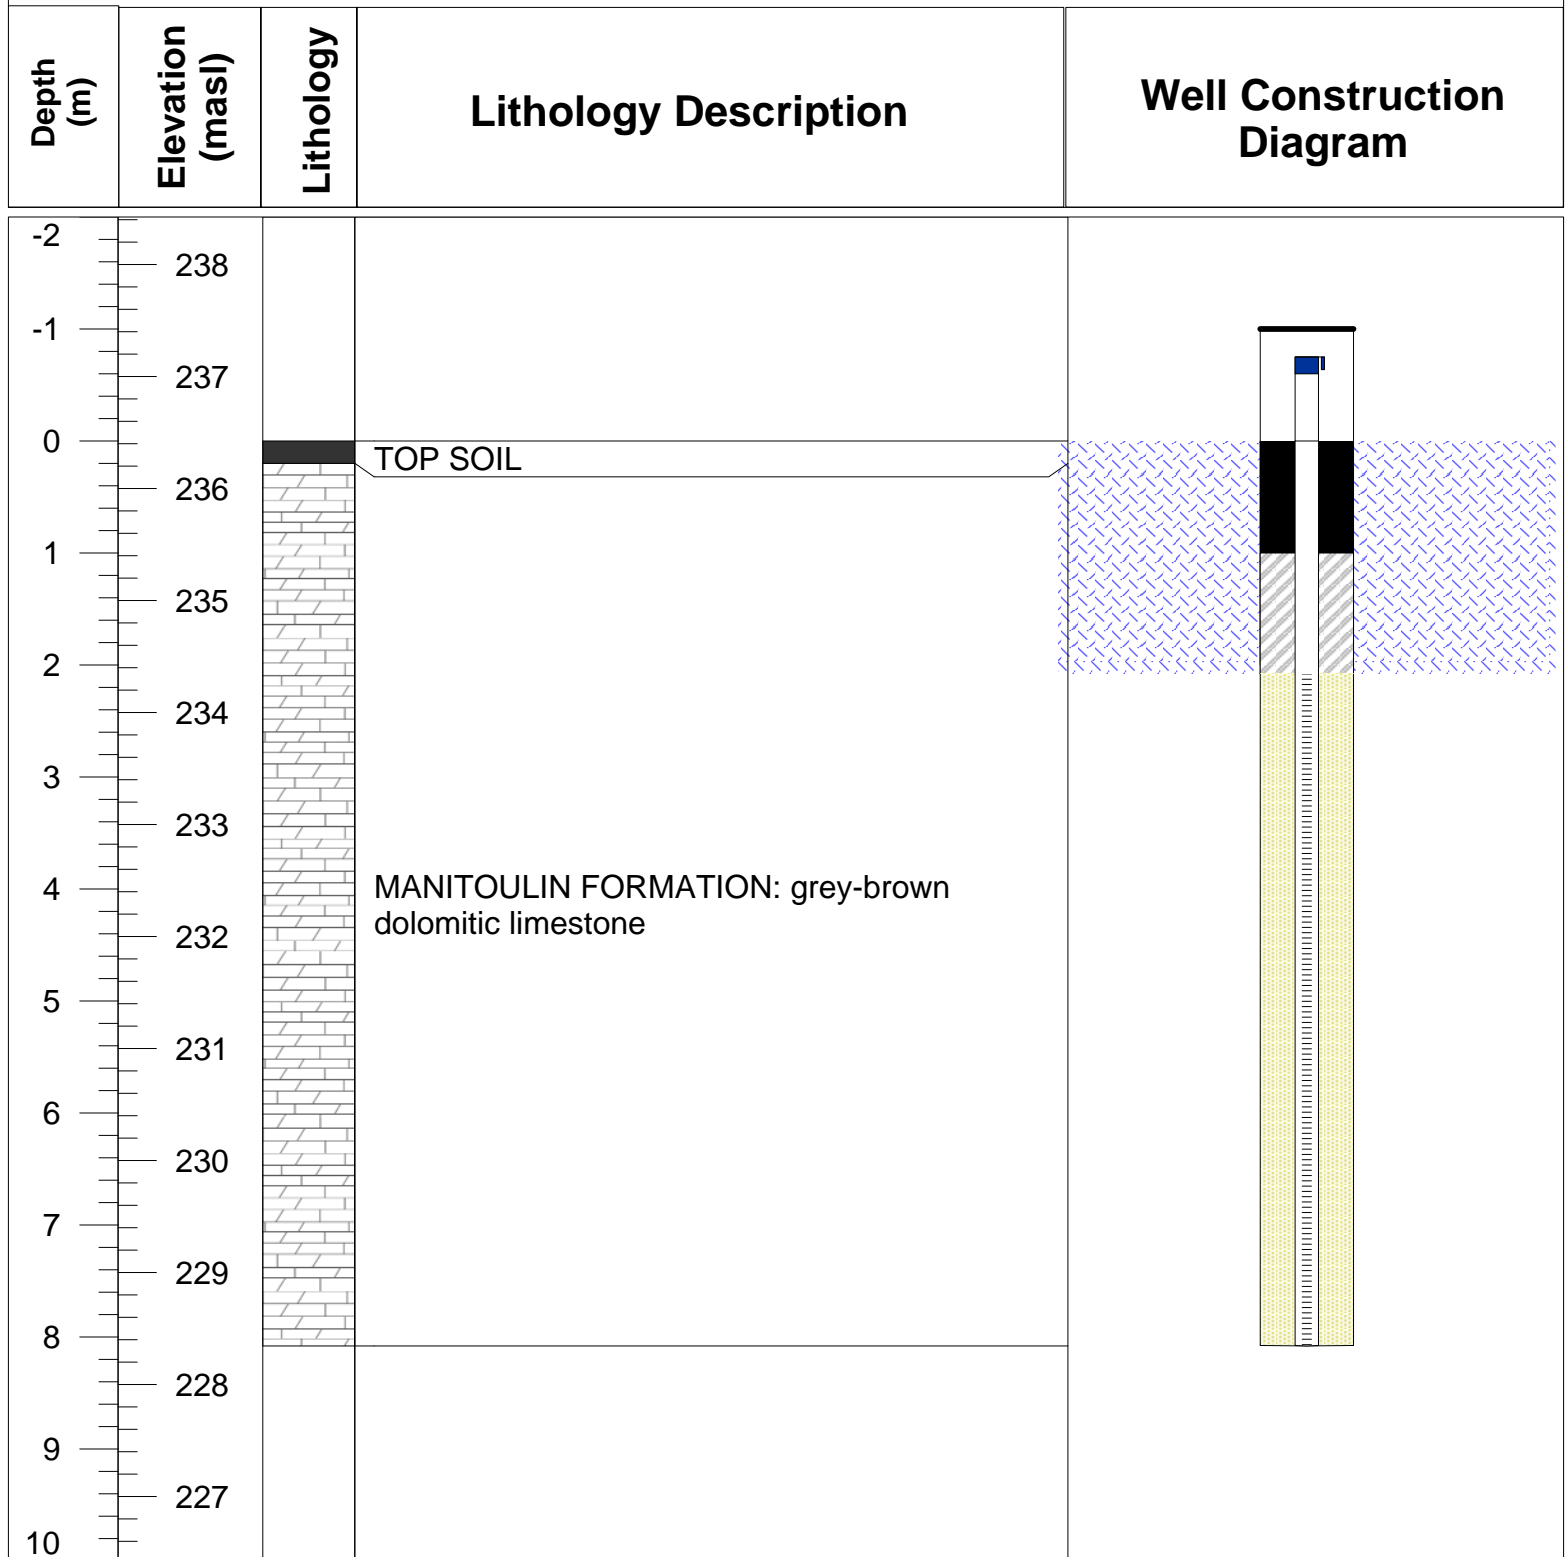 Depth
(m)
Elevation
(masl)
Lithology
Lithology Description
Well Construction
Diagram
-2
238
-1
237
0
TOP SOIL
236
1
235
2
234
3
233
4
MANITOULIN FORMATION: grey-brown
dolomitic limestone
232
5
231
6
230
7
229
8
228
9
227
10